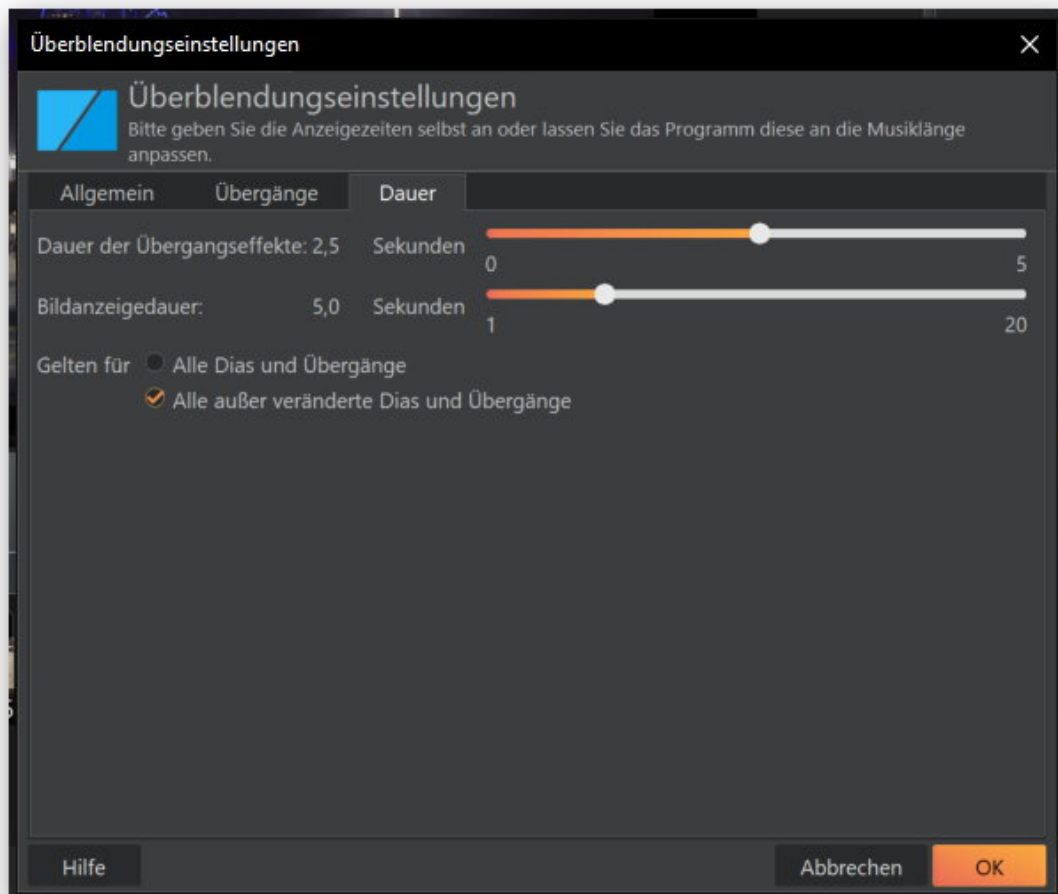 Überblendungseinstellungen
Überblendungseinstellungen
Bitte geben Sie die Anzeigezeiten selbst an oder lassen Sie das Programm diese an die Musiklänge
anpassen.
Allgemein Übergänge Dauer
Dauer der Übergangseffekte: 2,5 Sekunden
0 5
Bildanzeigedauer: 5,0 Sekunden
1 20
Gelten für Alle Dias und Übergänge
Alle außer veränderte Dias und Übergänge
Hilfe Abbrechen OK